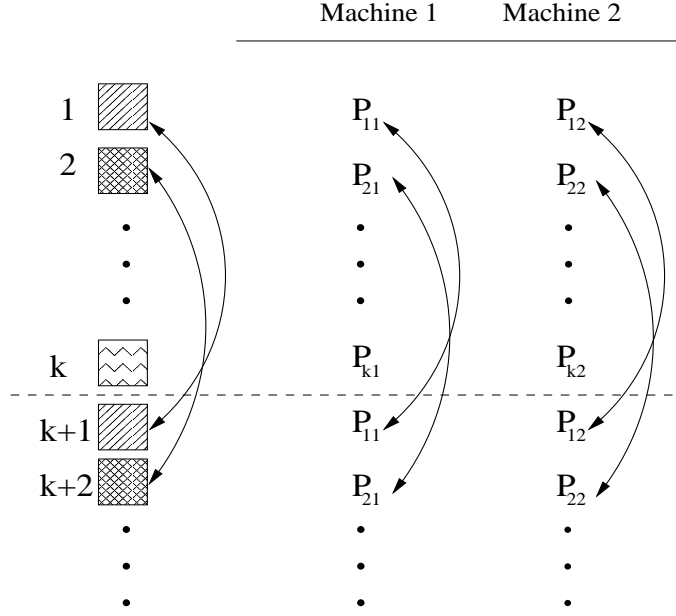 Machine 1 Machine 2
1 P11 P12
2 P21 P22
k Pk1 Pk2
k+1 P11 P12
k+2 P21 P22